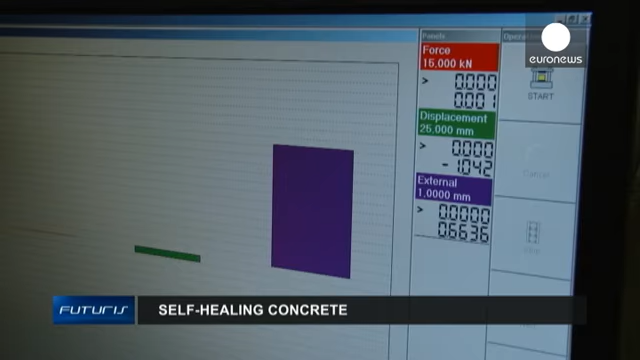 Panels
Force
15.000 kN
> 0.000
0.001
Displacement
25.000 mm
> 0.000
-1.042
External
1.0000 mm
> 0.0000
0.6636
START
euronews
FUTURIS
SELF-HEALING CONCRETE